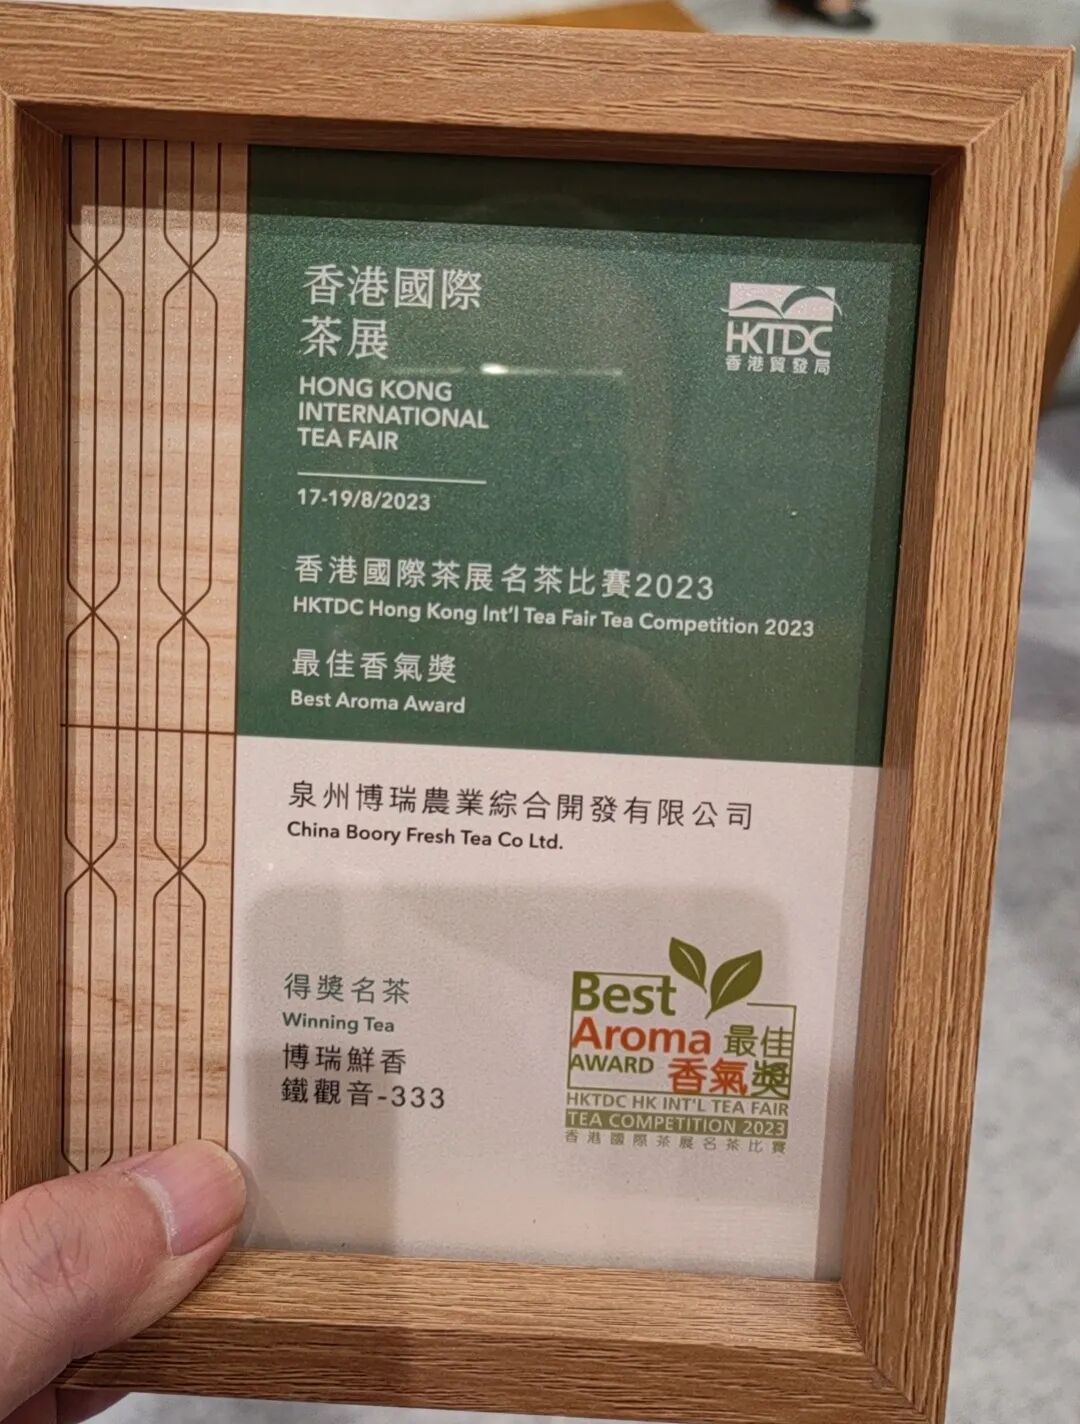 香港國際
茶展
HONG KONG
INTERNATIONAL
TEA FAIR
17-19/8/2023
HKTDC
香港貿發局
香港國際茶展名茶比賽2023
HKTDC Hong Kong Int'l Tea Fair Tea Competition 2023
最佳香氣獎
Best Aroma Award
泉州博瑞農業綜合開發有限公司
China Boory Fresh Tea Co Ltd.
得獎名茶
Winning Tea
博瑞鮮香
鐵觀音-333
Best
Aroma 最佳
AWARD 香氣獎
HKTDC HK INT'L TEA FAIR
TEA COMPETITION 2023
香港國際茶展名茶比賽